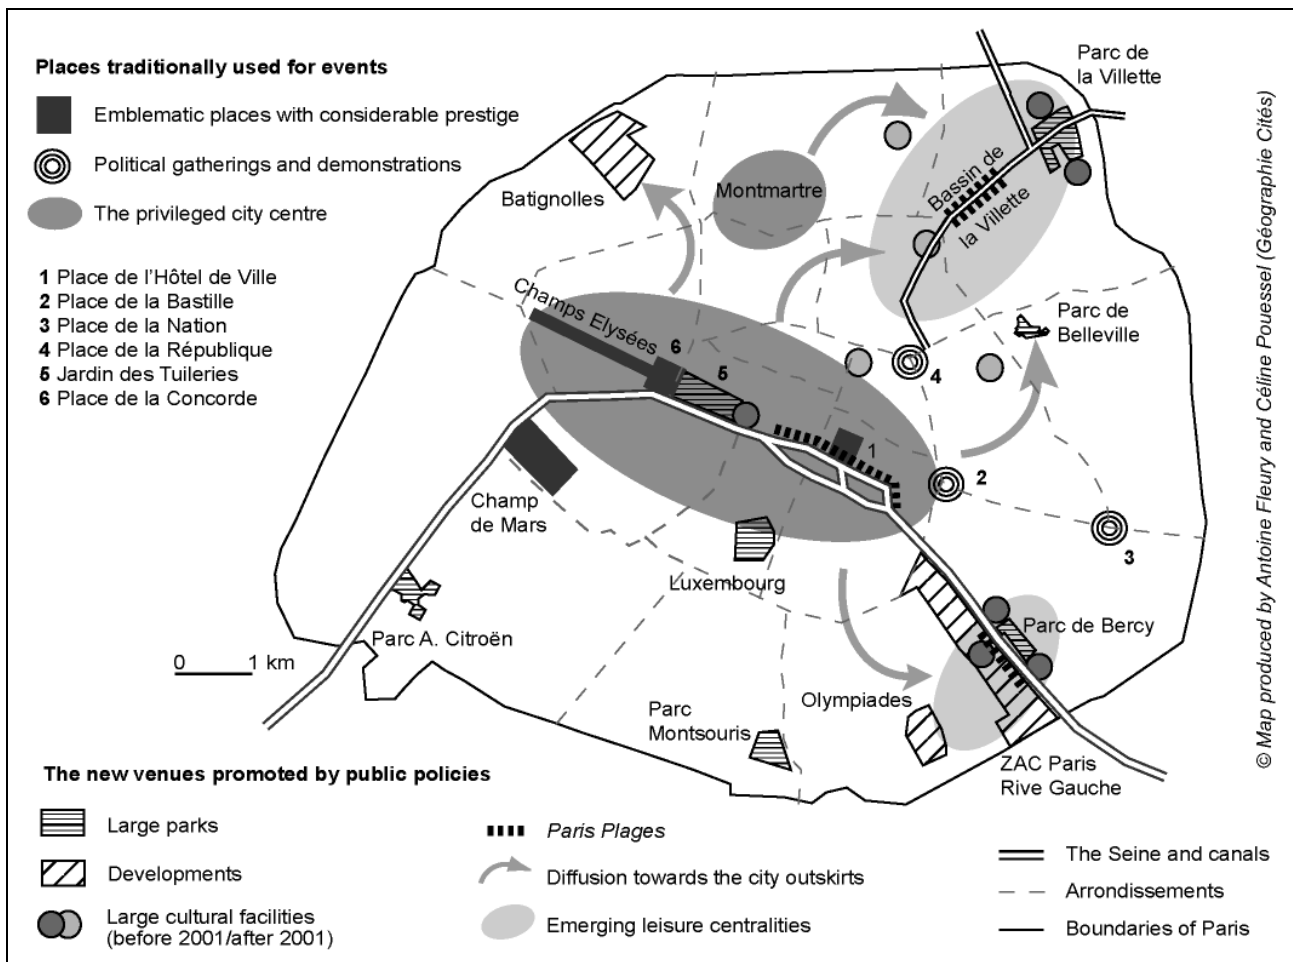 Places traditionally used for events
Emblematic places with considerable prestige
Political gatherings and demonstrations
The privileged city centre
1 Place de l'Hôtel de Ville
2 Place de la Bastille
3 Place de la Nation
4 Place de la République
5 Jardin des Tuileries
6 Place de la Concorde
Parc de
la Villette
Batignolles
Montmartre
Bassin de
la Villette
Champs Elysées
6
5
4
Parc de
Belleville
1
2
3
Champ
de Mars
Luxembourg
Parc A. Citroën
Parc de Bercy
0 1 km
Parc
Montsouris
Olympiades
ZAC Paris
Rive Gauche
The new venues promoted by public policies
Large parks
Developments
Large cultural facilities
(before 2001/after 2001)
Paris Plages
Diffusion towards the city outskirts
Emerging leisure centralities
The Seine and canals
Arrondissements
Boundaries of Paris
© Map produced by Antoine Fleury and Céline Pouessel (Géographie Cités)